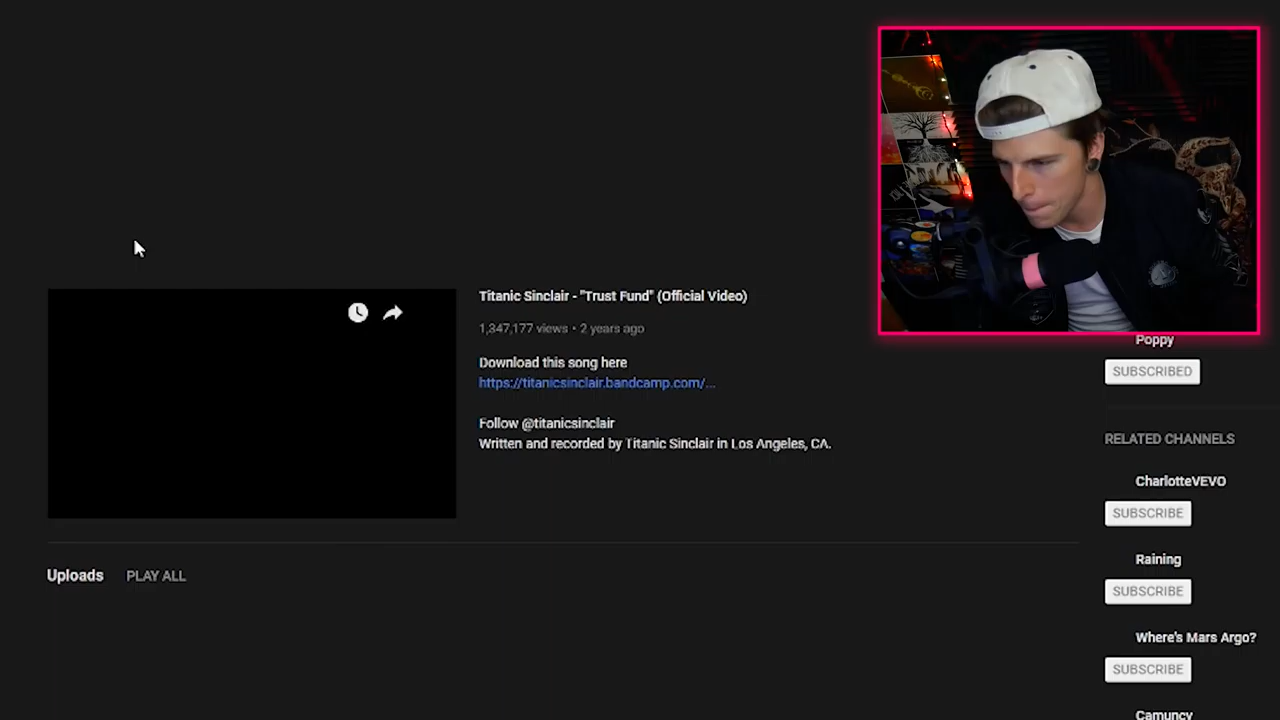 Titanic Sinclair - "Trust Fund" (Official Video)
1,347,177 views • 2 years ago
Download this song here
https://titanicsinclair.bandcamp.com/...
Follow @titanicsinclair
Written and recorded by Titanic Sinclair in Los Angeles, CA.
Uploads PLAY ALL
Poppy
SUBSCRIBED
RELATED CHANNELS
CharlotteVEVO
SUBSCRIBE
Raining
SUBSCRIBE
Where's Mars Argo?
SUBSCRIBE
Camuncy